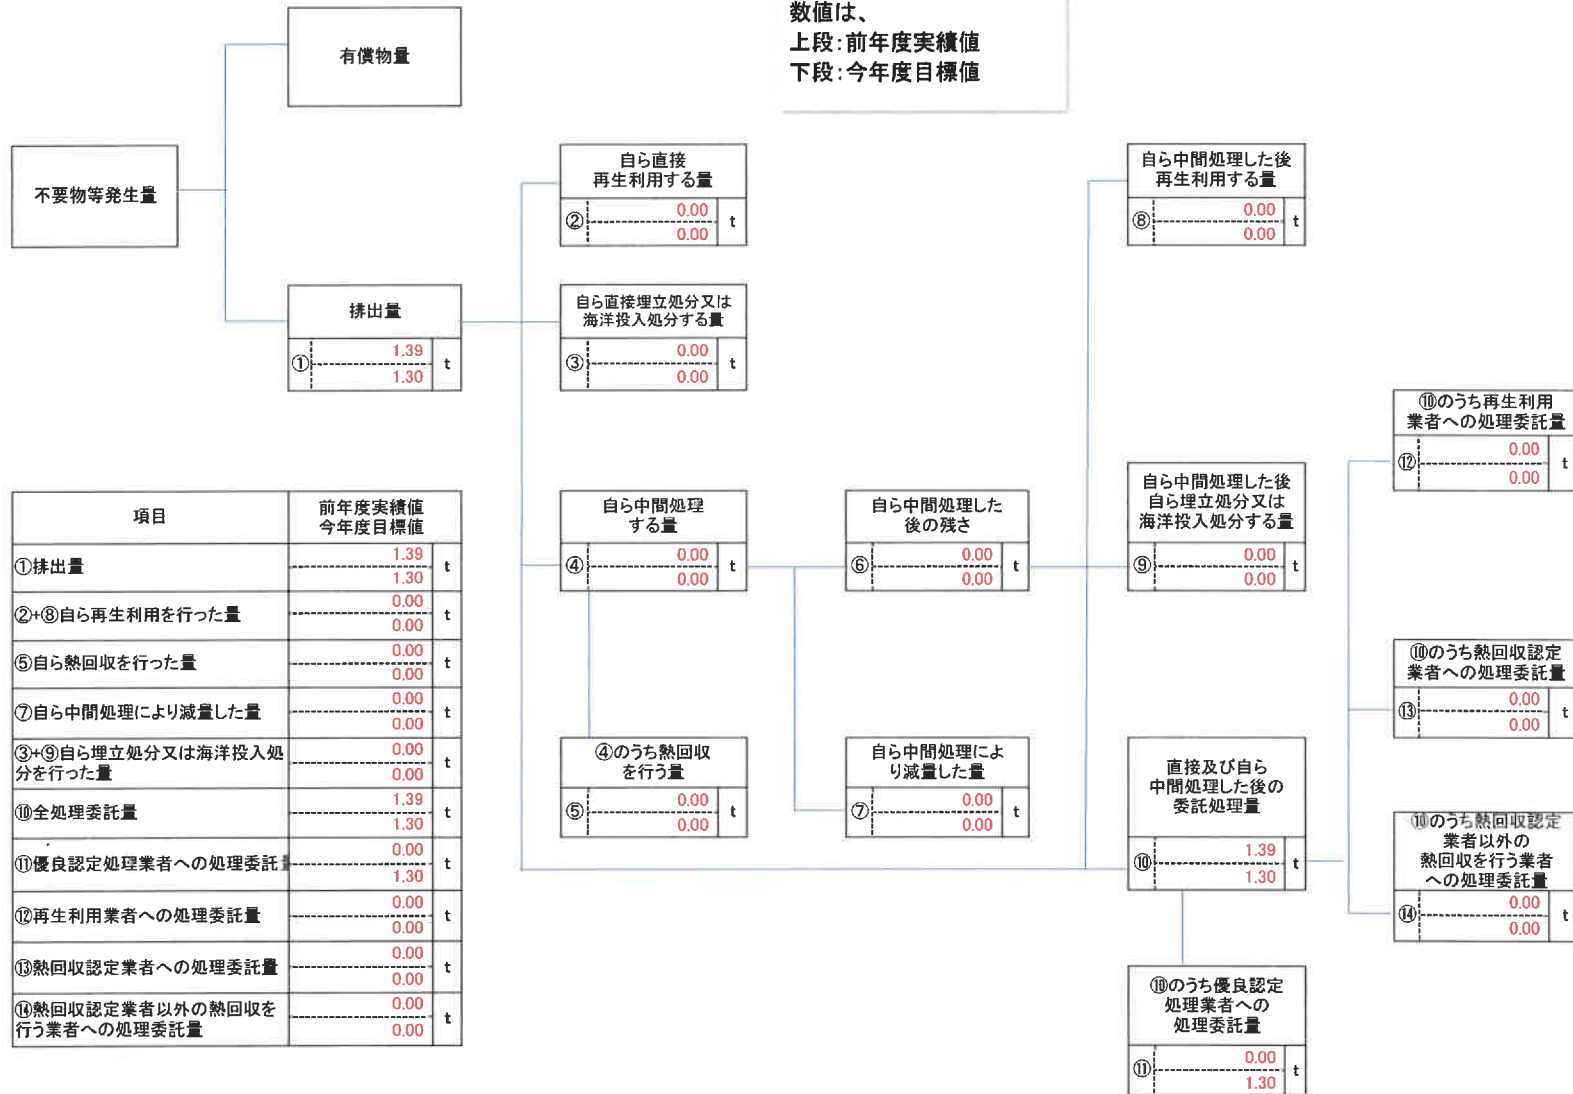 数値は、
上段:前年度実績値
下段:今年度目標値
有償物量
不要物等発生量
排出量
①
1.39
1.30
t
自ら直接
再生利用する量
②
0.00
0.00
t
自ら直接埋立処分又は
海洋投入処分する量
③
0.00
0.00
t
自ら中間処理
する量
④
0.00
0.00
t
④のうち熱回収
を行う量
⑤
0.00
0.00
t
自ら中間処理した
後の残さ
⑥
0.00
0.00
t
自ら中間処理によ
り減量した量
⑦
0.00
0.00
t
自ら中間処理した後
再生利用する量
⑧
0.00
0.00
t
自ら中間処理した後
自ら埋立処分又は
海洋投入処分する量
⑨
0.00
0.00
t
直接及び自ら
中間処理した後の
委託処理量
⑩
1.39
1.30
t
⑩のうち優良認定
処理業者への
処理委託量
⑪
0.00
1.30
t
⑩のうち再生利用
業者への処理委託量
⑫
0.00
0.00
t
⑩のうち熱回収認定
業者への処理委託量
⑬
0.00
0.00
t
⑩のうち熱回収認定
業者以外の
熱回収を行う業者
への処理委託量
⑭
0.00
0.00
t
項目
前年度実績値
今年度目標値
①排出量
1.39
1.30
t
②+⑧自ら再生利用を行った量
0.00
0.00
t
⑤自ら熱回収を行った量
0.00
0.00
t
⑦自ら中間処理により減量した量
0.00
0.00
t
③+⑨自ら埋立処分又は海洋投入処
分を行った量
0.00
0.00
t
⑩全処理委託量
1.39
1.30
t
⑪優良認定処理業者への処理委託
0.00
1.30
t
⑫再生利用業者への処理委託量
0.00
0.00
t
⑬熱回収認定業者への処理委託量
0.00
0.00
t
⑭熱回収認定業者以外の熱回収を
行う業者への処理委託量
0.00
0.00
t